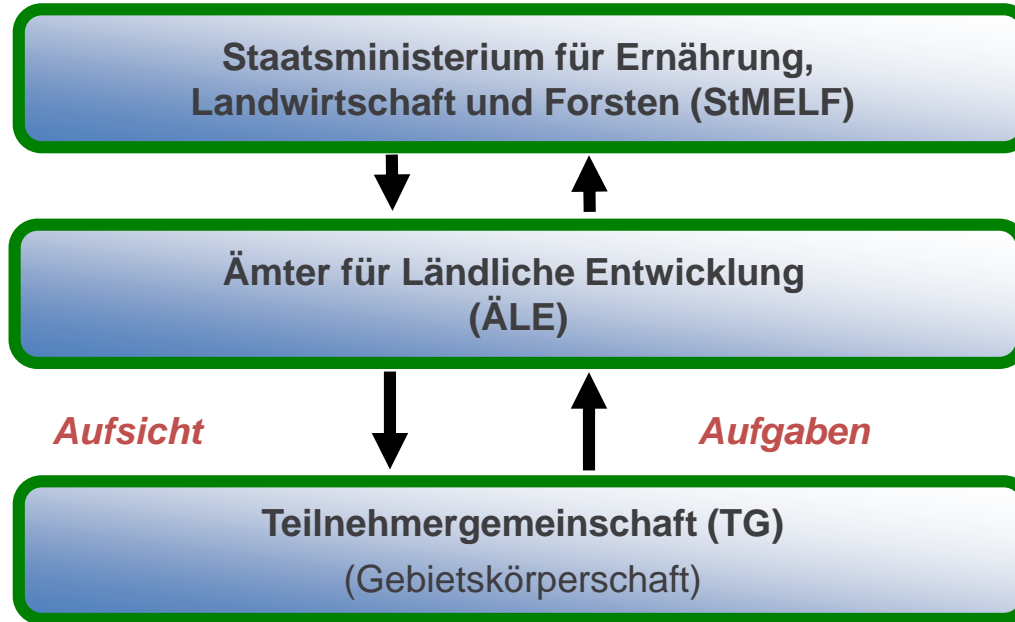 Staatsministerium für Ernährung,
Landwirtschaft und Forsten (StMELF)
Ämter für Ländliche Entwicklung
(ÄLE)
Aufsicht
Aufgaben
Teilnehmergemeinschaft (TG)
(Gebietskörperschaft)